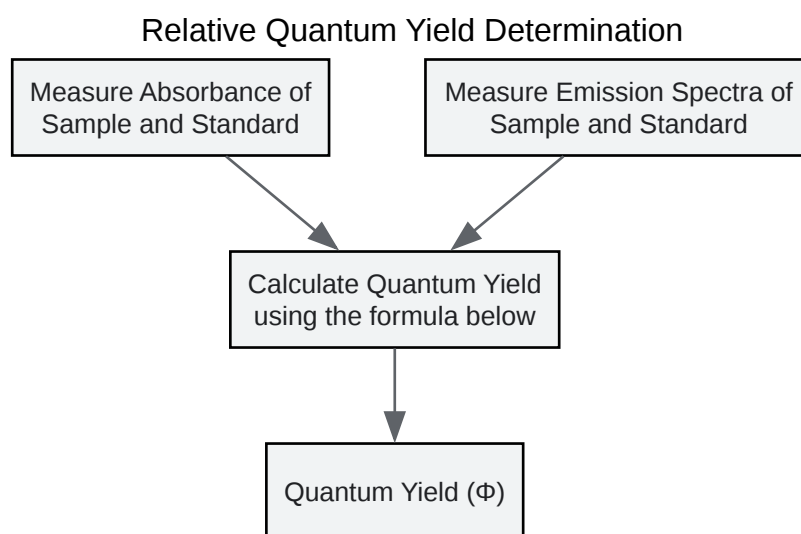 Relative Quantum Yield Determination
Measure Absorbance of
Sample and Standard
Measure Emission Spectra of
Sample and Standard
Calculate Quantum Yield
using the formula below
Quantum Yield (Φ)